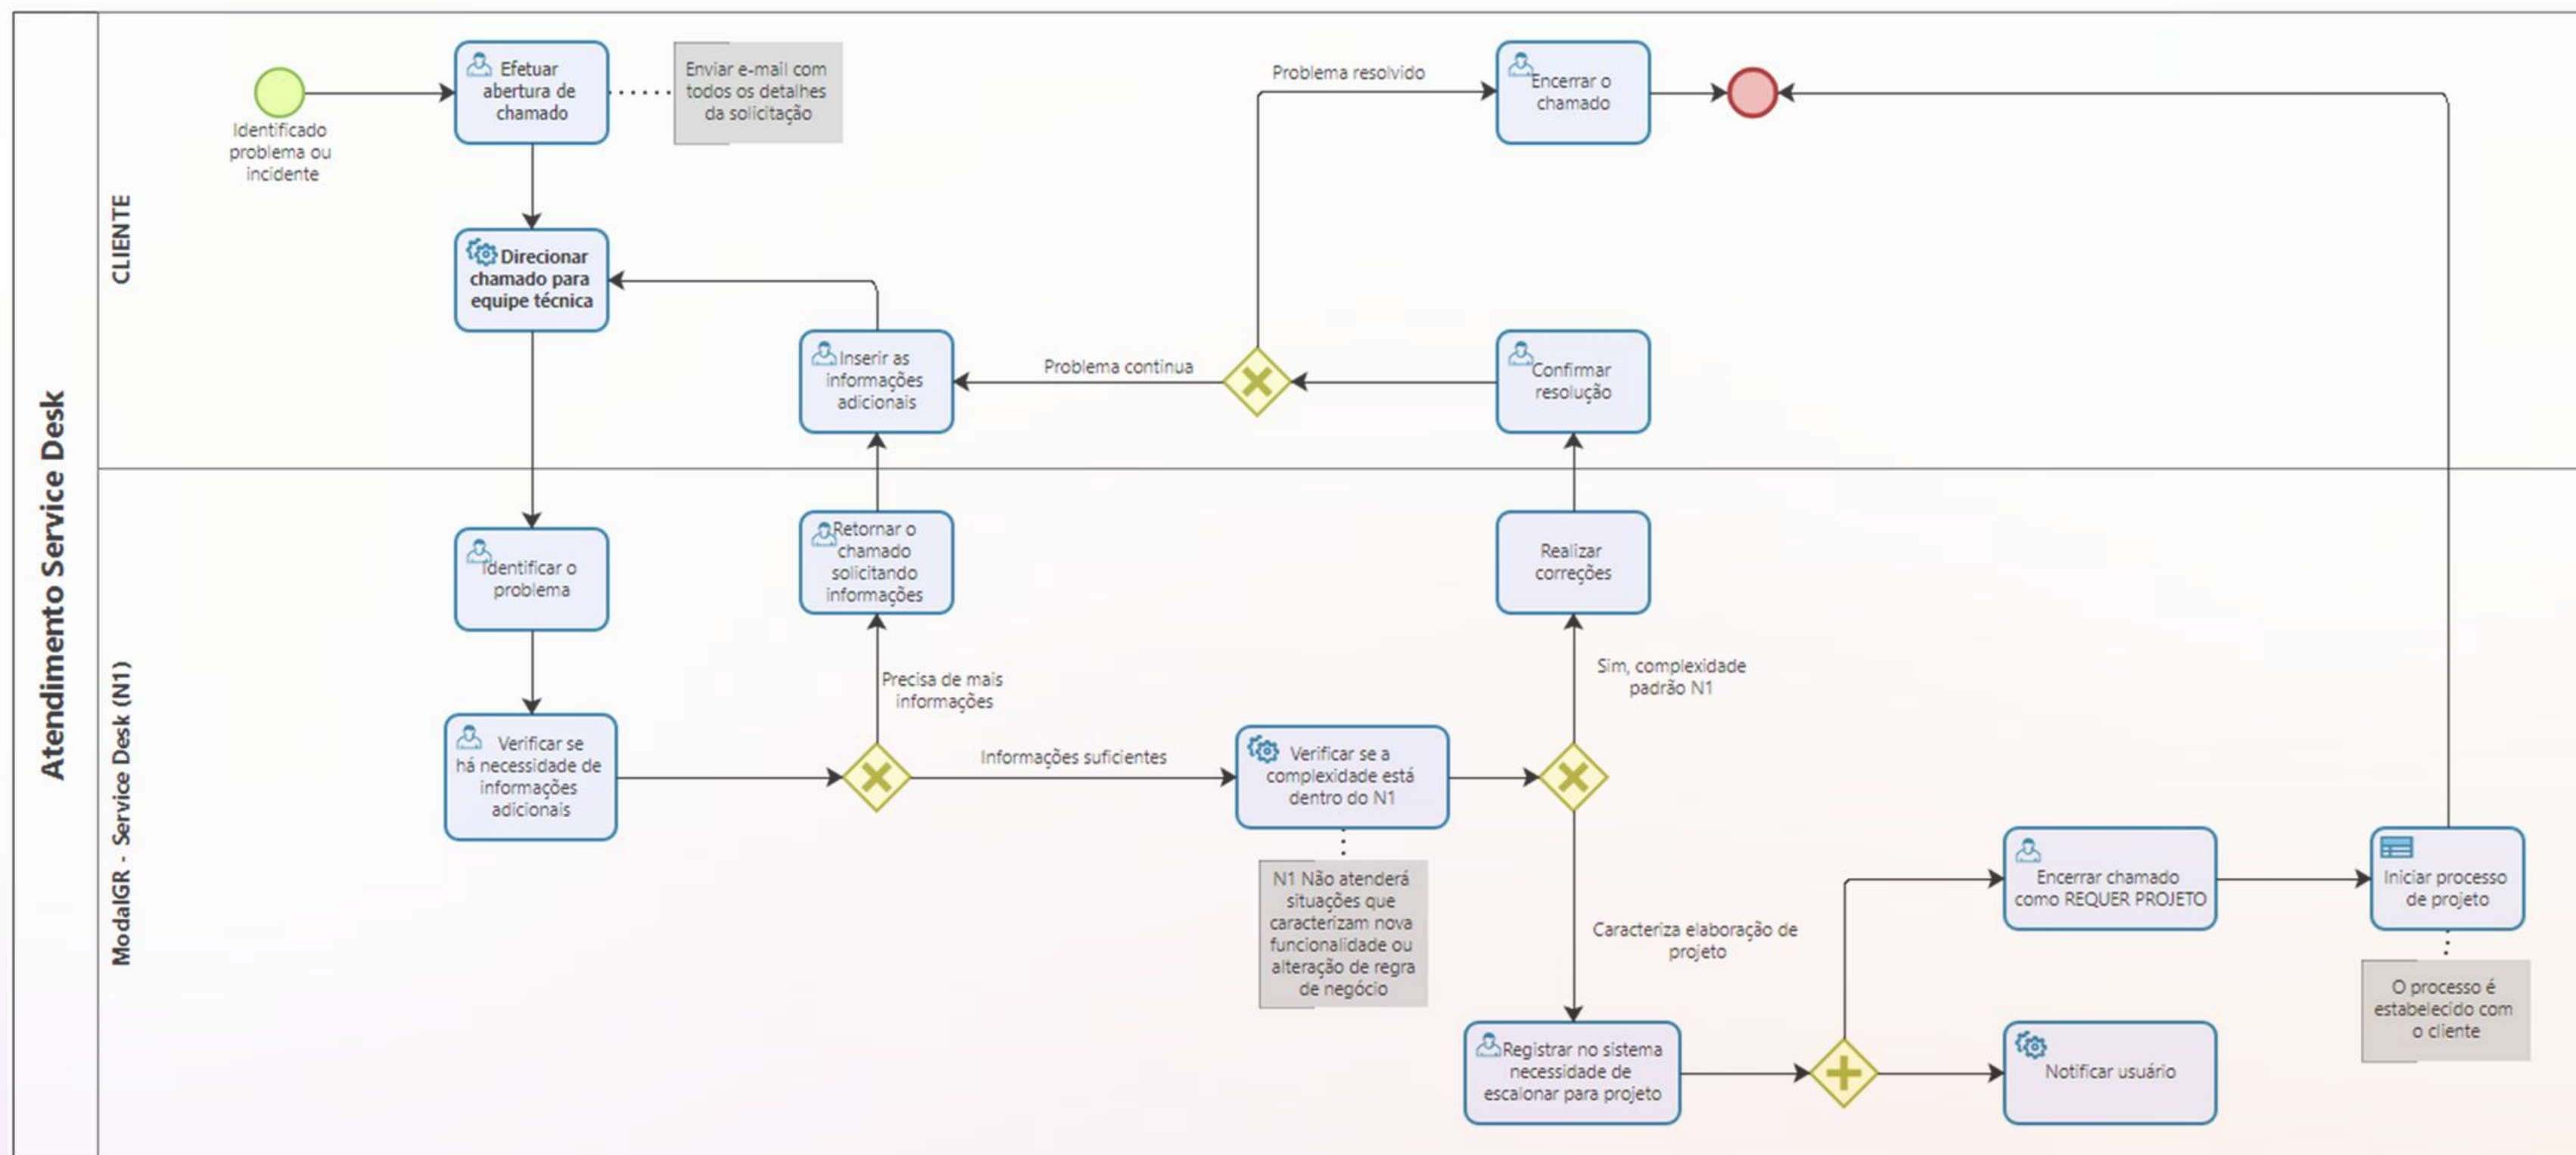 Atendimento Service Desk
CLIENTE
Identificado
problema ou
incidente
Efetuar
abertura de
chamado
Enviar e-mail com
todos os detalhes
da solicitação
Direcionar
chamado para
equipe técnica
Inserir as
informações
adicionais
Problema continua
Problema resolvido
Encerrar o
chamado
Confirmar
resolução
ModalGR - Service Desk (N1)
Identificar o
problema
Verificar se
há necessidade de
informações
adicionais
Retornar o
chamado
solicitando
informações
Precisa de mais
informações
Informações suficientes
Verificar se a
complexidade está
dentro do N1
N1 Não atenderá
situações que
caracterizam nova
funcionalidade ou
alteração de regra
de negócio
Realizar
correções
Sim, complexidade
padrão N1
Caracteriza elaboração de
projeto
Registrar no sistema
necessidade de
escalonar para projeto
Encerrar chamado
como REQUER PROJETO
Notificar usuário
Iniciar processo
de projeto
O processo é
estabelecido com
o cliente